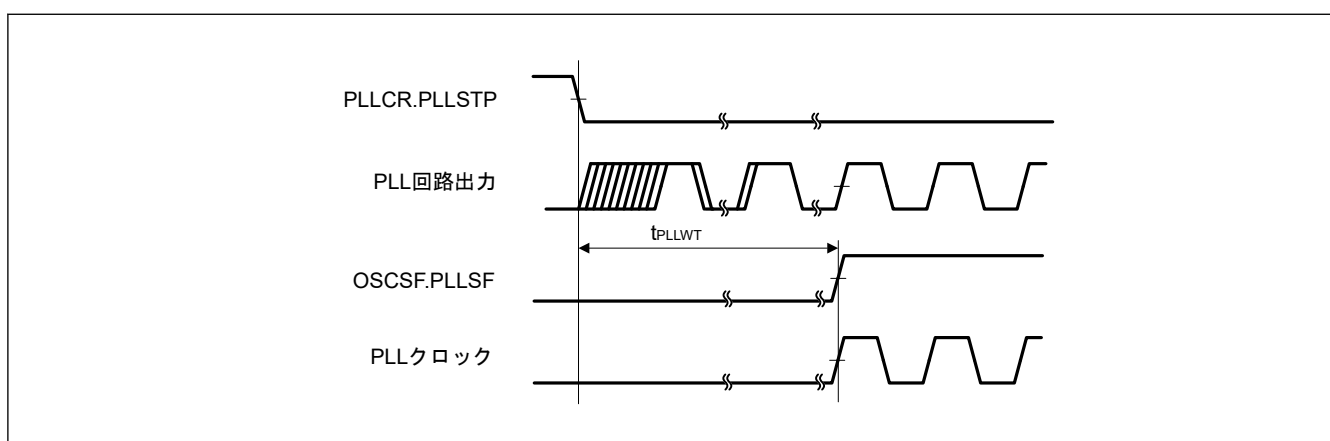 PLLCR.PLLSTP
PLL回路出力
tPLLWT
OSCSF.PLLSF
PLLクロック